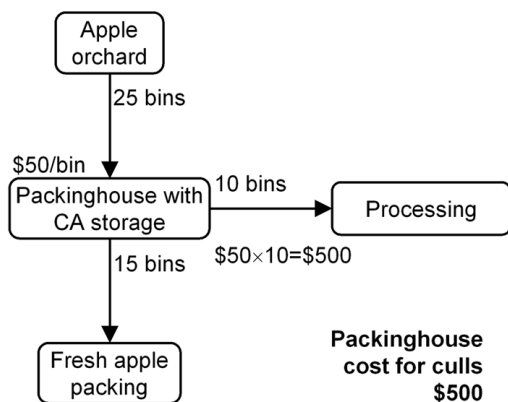 Apple
orchard
25 bins
$50/bin
Packinghouse with
CA storage
10 bins
Processing
$50×10=$500
15 bins
Fresh apple
packing
Packinghouse
cost for culls
$500